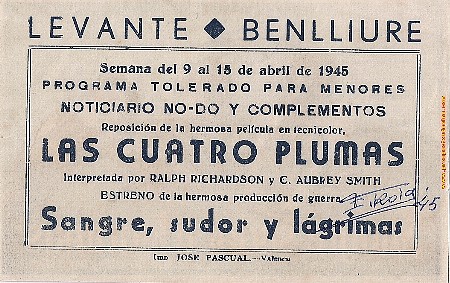 LEVANTE ◆ BENLLIURE
Semana del 9 al 15 de abril de 1945
PROGRAMA TOLERADO PARA MENORES
NOTICIARIO NO-DO Y COMPLEMENTOS
Reposición de la hermosa película en tecnicolor,
LAS CUATRO PLUMAS
Interpretada por RALPH RICHARDSON y C. AUBREY SMITH
ESTRENO de la hermosa producción de guerra
Sangre, sudor y lágrimas
45
Imp JOSE PASCUAL.—Valencia